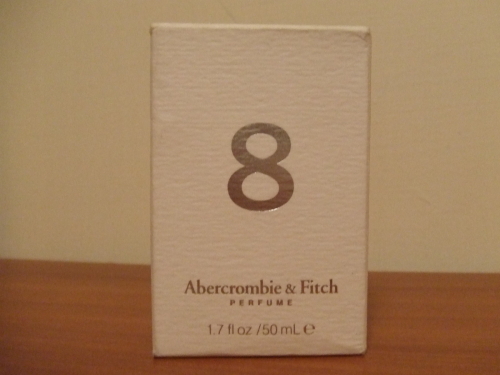 8
Abercrombie & Fitch
PERFUME
1.7 fl oz / 50 mL ℮